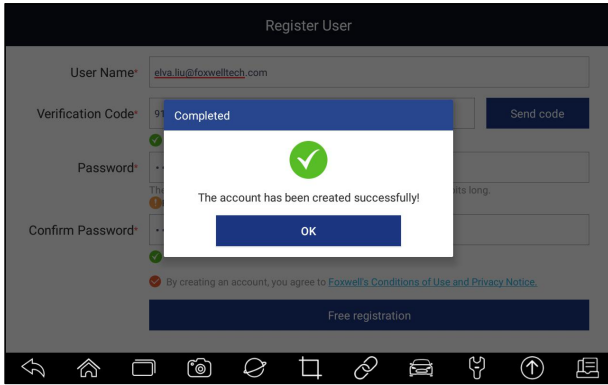 Register User
User Name*
elva.liu@foxwelltech.com
Verification Code*
91
Send code
Completed
The account has been created successfully!
OK
Password*
The
bits long.
Confirm Password*
By creating an account, you agree to Foxwell's Conditions of Use and Privacy Notice.
Free registration